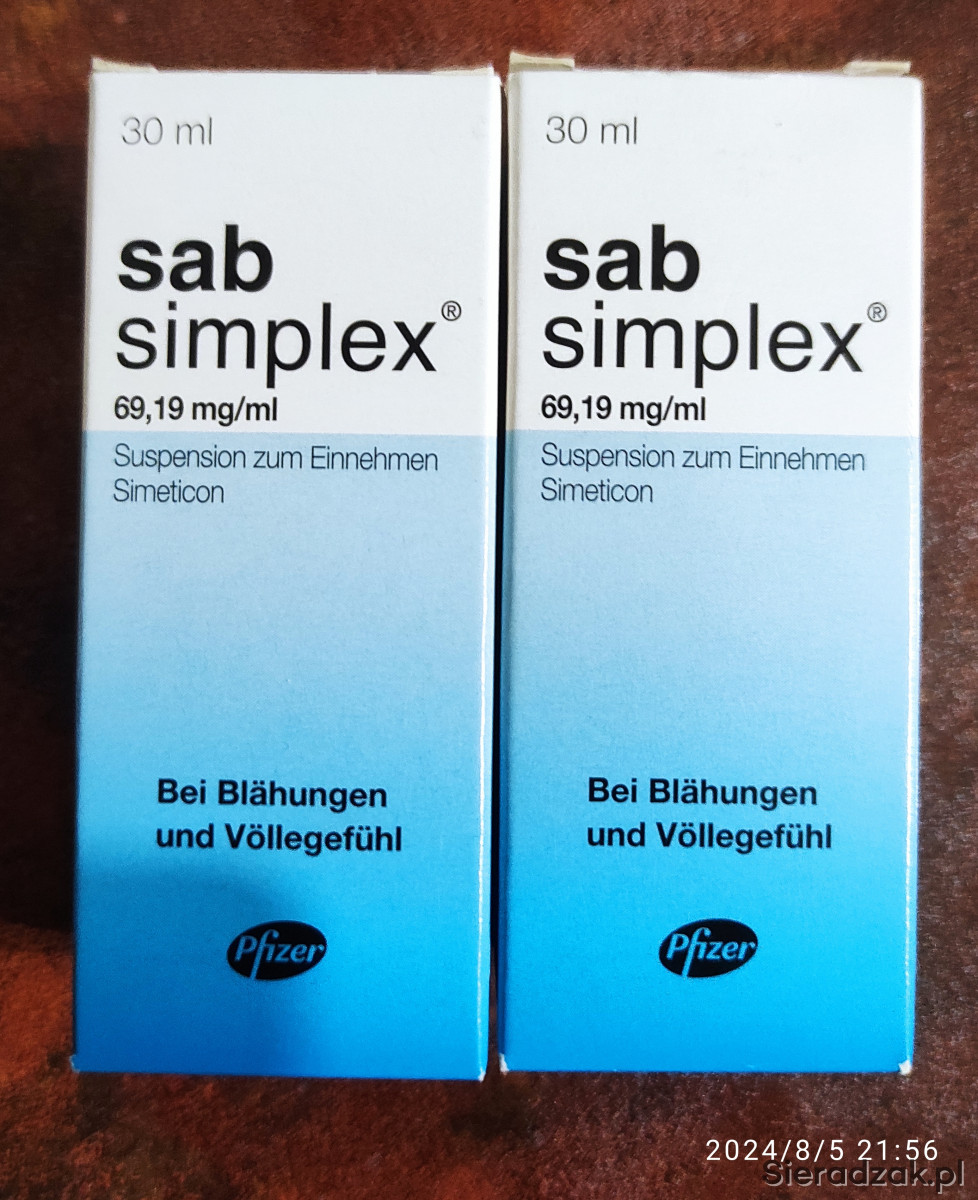 30 ml
sab
simplex®
69,19 mg/ml
Suspension zum Einnehmen
Simeticon
Bei Blähungen
und Völlegefühl
Pfizer
30 ml
sab
simplex®
69,19 mg/ml
Suspension zum Einnehmen
Simeticon
Bei Blähungen
und Völlegefühl
Pfizer
2024/8/5 21:56
Sieradzak.pl